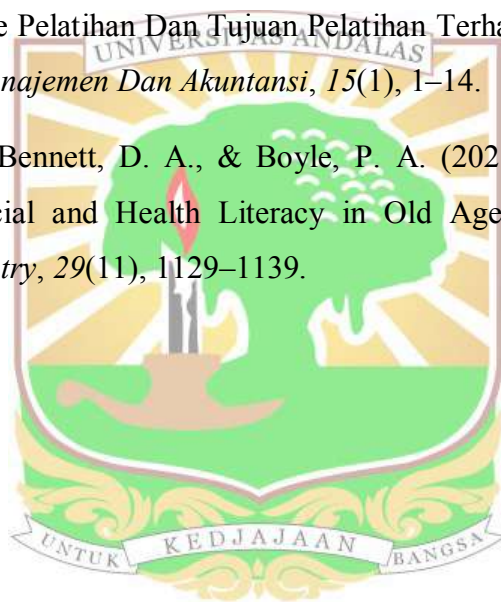 e Pelatihan Dan Tujuan Pelatihan Terha
UNIVERSITAS ANDALAS
najemen Dan Akuntansi, 15(1), 1–14.
Bennett, D. A., & Boyle, P. A. (202
cial and Health Literacy in Old Age
try, 29(11), 1129–1139.
UNTUK KEDJAJAAN BANGSA